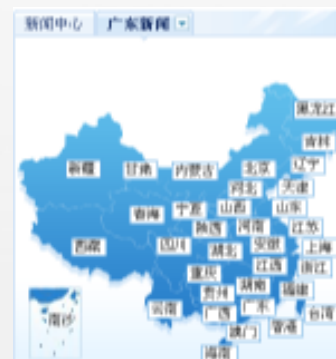 新闻中心 广东新闻
黑龙江
吉林
新疆 甘肃 内蒙古 北京 辽宁
河北 天津
青海 宁夏 山西 山东
陕西 河南 江苏
西藏 四川 湖北 安徽 上海
重庆 江西 浙江
贵州 湖南 福建
云南 广西 广东 台湾
南沙 澳门 香港
海南